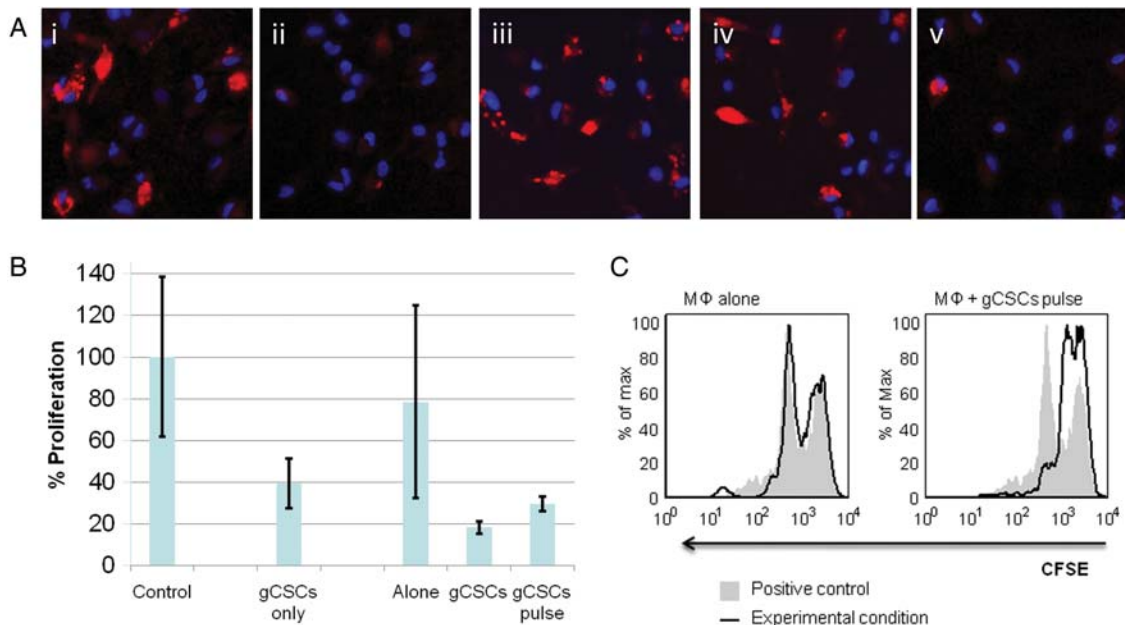 A
i
ii
iii
iv
v
B
% Proliferation
140
120
100
80
60
40
20
0
Control
gCSCs only
Alone
gCSCs
gCSCs pulse
C
MΦ alone
% of max
100
80
60
40
20
0
10^0 10^1 10^2 10^3 10^4
MΦ + gCSCs pulse
% of Max
100
80
60
40
20
0
10^0 10^1 10^2 10^3 10^4
CFSE
Positive control
Experimental condition